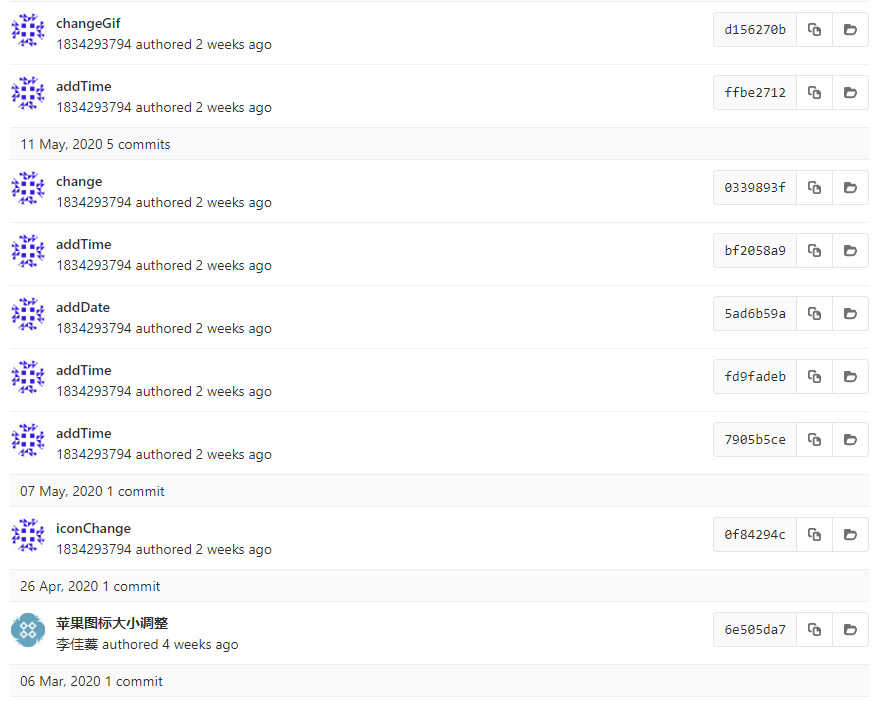 changeGif
1834293794 authored 2 weeks ago
d156270b
addTime
1834293794 authored 2 weeks ago
ffbe2712
11 May, 2020 5 commits
change
1834293794 authored 2 weeks ago
0339893f
addTime
1834293794 authored 2 weeks ago
bf2058a9
addDate
1834293794 authored 2 weeks ago
5ad6b59a
addTime
1834293794 authored 2 weeks ago
fd9fadeb
addTime
1834293794 authored 2 weeks ago
7905b5ce
07 May, 2020 1 commit
iconChange
1834293794 authored 2 weeks ago
0f84294c
26 Apr, 2020 1 commit
苹果图标大小调整
李佳蓁 authored 4 weeks ago
6e505da7
06 Mar, 2020 1 commit